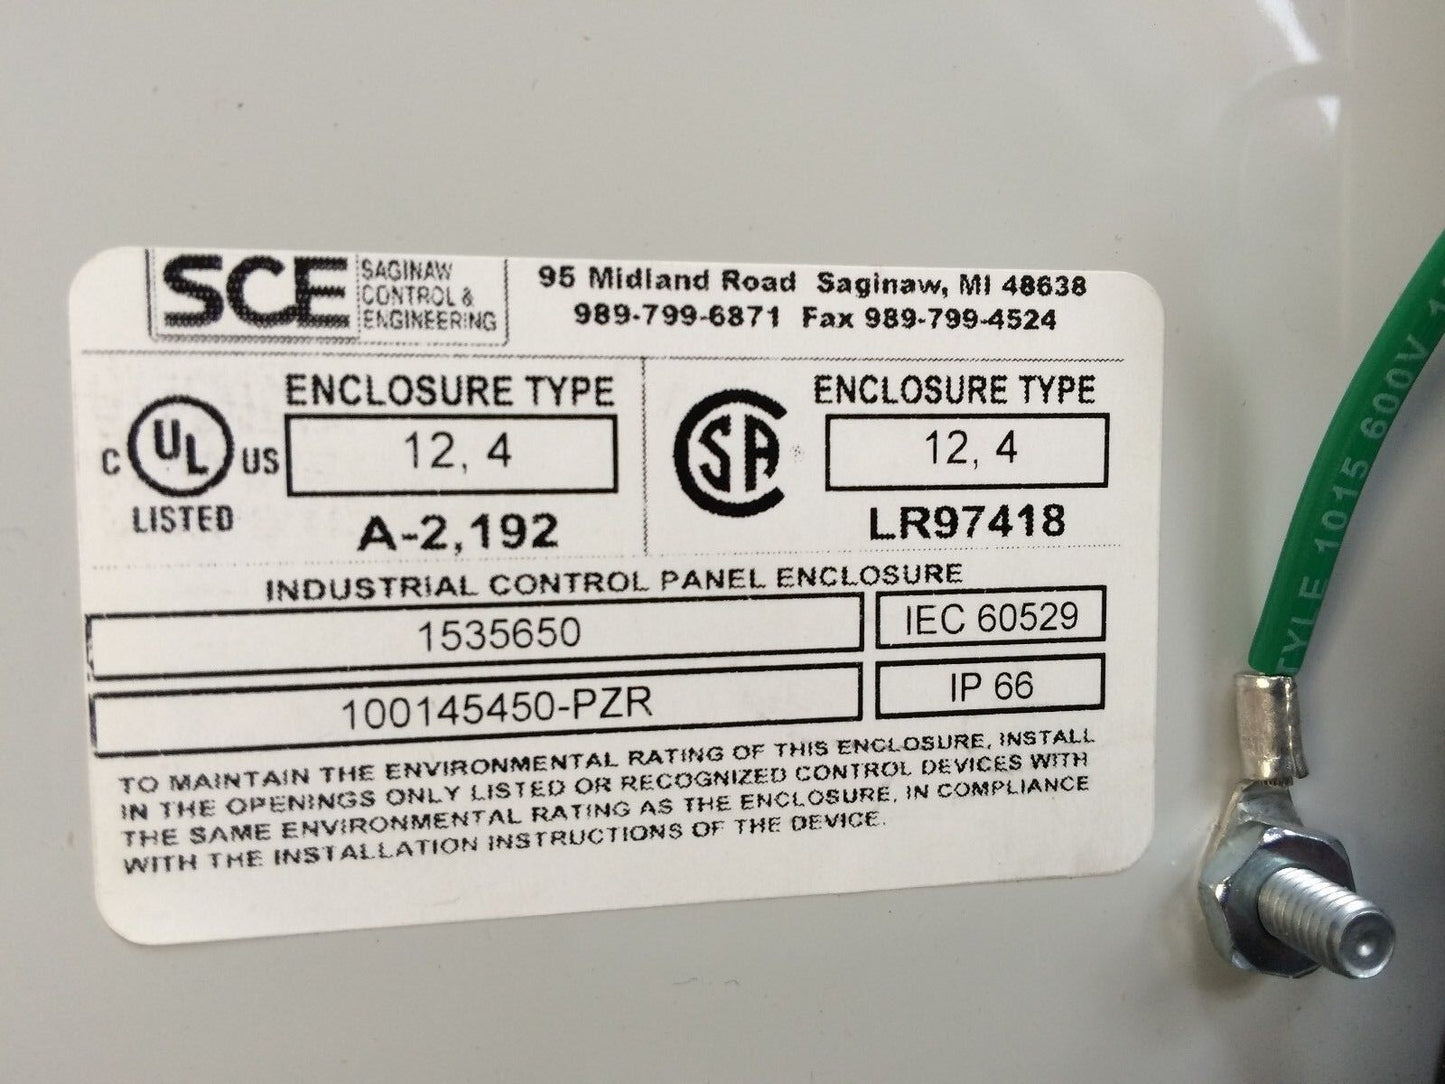 SCE
SAGINAW
CONTROL &
ENGINEERING
95 Midland Road Saginaw, MI 48638
989-799-6871 Fax 989-799-4524
C UL US
LISTED
ENCLOSURE TYPE
12, 4
A-2,192
CSA
ENCLOSURE TYPE
12, 4
LR97418
INDUSTRIAL CONTROL PANEL ENCLOSURE
1535650
IEC 60529
100145450-PZR
IP 66
TO MAINTAIN THE ENVIRONMENTAL RATING OF THIS ENCLOSURE, INSTALL
IN THE OPENINGS ONLY LISTED OR RECOGNIZED CONTROL DEVICES WITH
THE SAME ENVIRONMENTAL RATING AS THE ENCLOSURE, IN COMPLIANCE
WITH THE INSTALLATION INSTRUCTIONS OF THE DEVICE.
TYLE 1015 600V 1